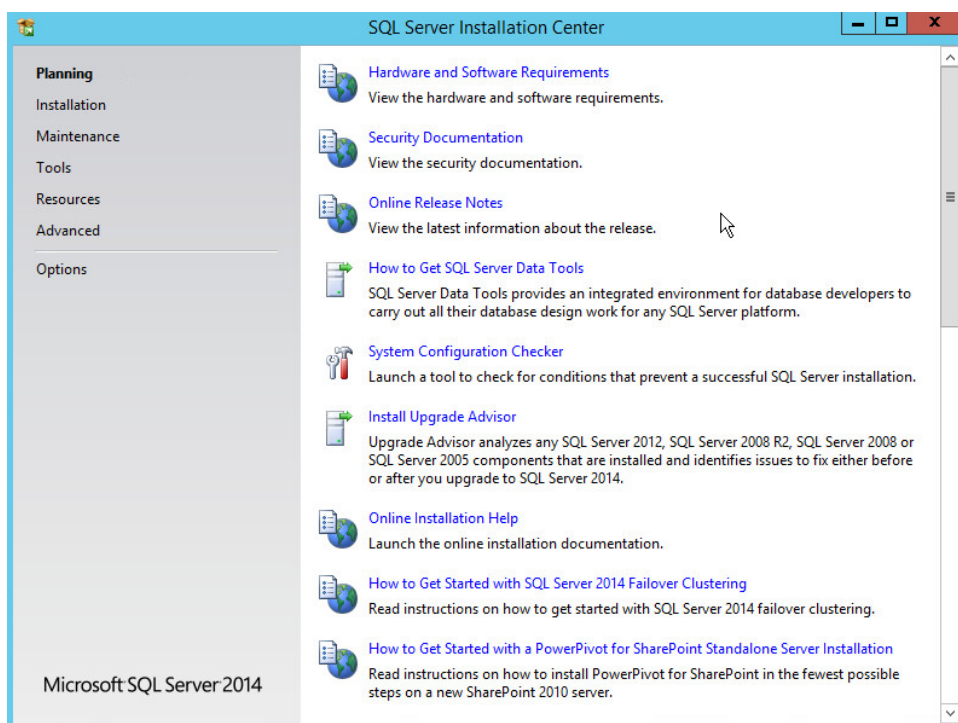 SQL Server Installation Center
Planning
Installation
Maintenance
Tools
Resources
Advanced
Options
Microsoft SQL Server 2014
Hardware and Software Requirements
View the hardware and software requirements.
Security Documentation
View the security documentation.
Online Release Notes
View the latest information about the release.
How to Get SQL Server Data Tools
SQL Server Data Tools provides an integrated environment for database developers to
carry out all their database design work for any SQL Server platform.
System Configuration Checker
Launch a tool to check for conditions that prevent a successful SQL Server installation.
Install Upgrade Advisor
Upgrade Advisor analyzes any SQL Server 2012, SQL Server 2008 R2, SQL Server 2008 or
SQL Server 2005 components that are installed and identifies issues to fix either before
or after you upgrade to SQL Server 2014.
Online Installation Help
Launch the online installation documentation.
How to Get Started with SQL Server 2014 Failover Clustering
Read instructions on how to get started with SQL Server 2014 failover clustering.
How to Get Started with a PowerPivot for SharePoint Standalone Server Installation
Read instructions on how to install PowerPivot for SharePoint in the fewest possible
steps on a new SharePoint 2010 server.